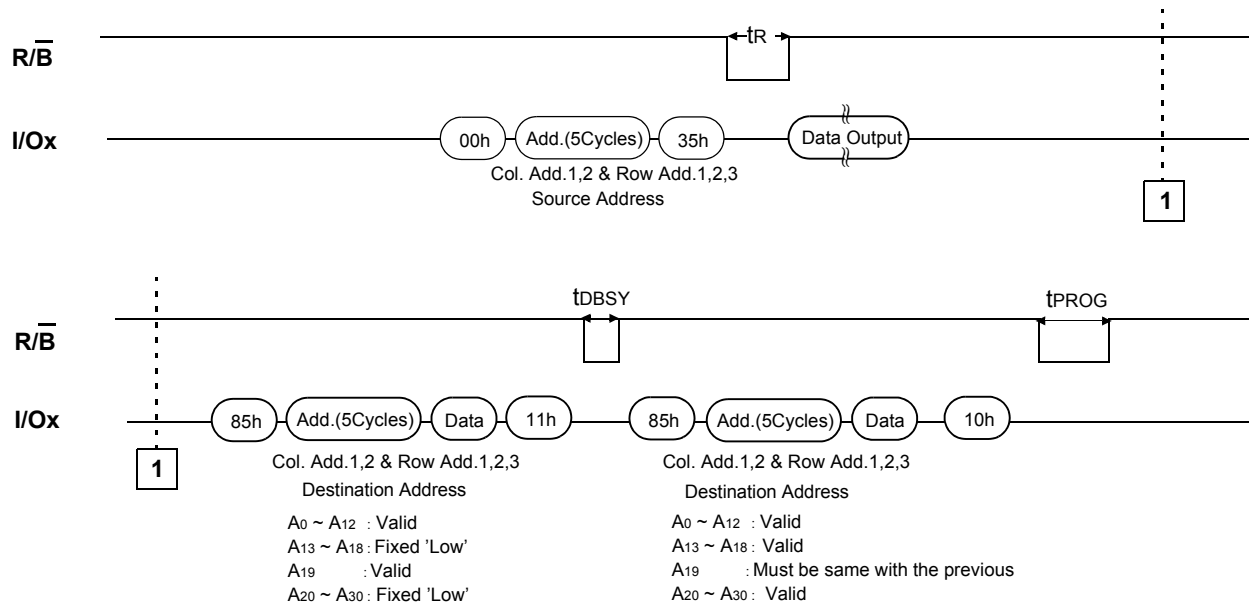 tR
R/B̅
I/Ox
00h Add.(5Cycles) 35h Data Output
Col. Add.1,2 & Row Add.1,2,3
Source Address
1
tDBSY tPROG
R/B̅
I/Ox
85h Add.(5Cycles) Data 11h 85h Add.(5Cycles) Data 10h
1
Col. Add.1,2 & Row Add.1,2,3
Destination Address
A0 ~ A12 : Valid
A13 ~ A18 : Fixed 'Low'
A19 : Valid
A20 ~ A30 : Fixed 'Low'
Col. Add.1,2 & Row Add.1,2,3
Destination Address
A0 ~ A12 : Valid
A13 ~ A18 : Valid
A19 : Must be same with the previous
A20 ~ A30 : Valid